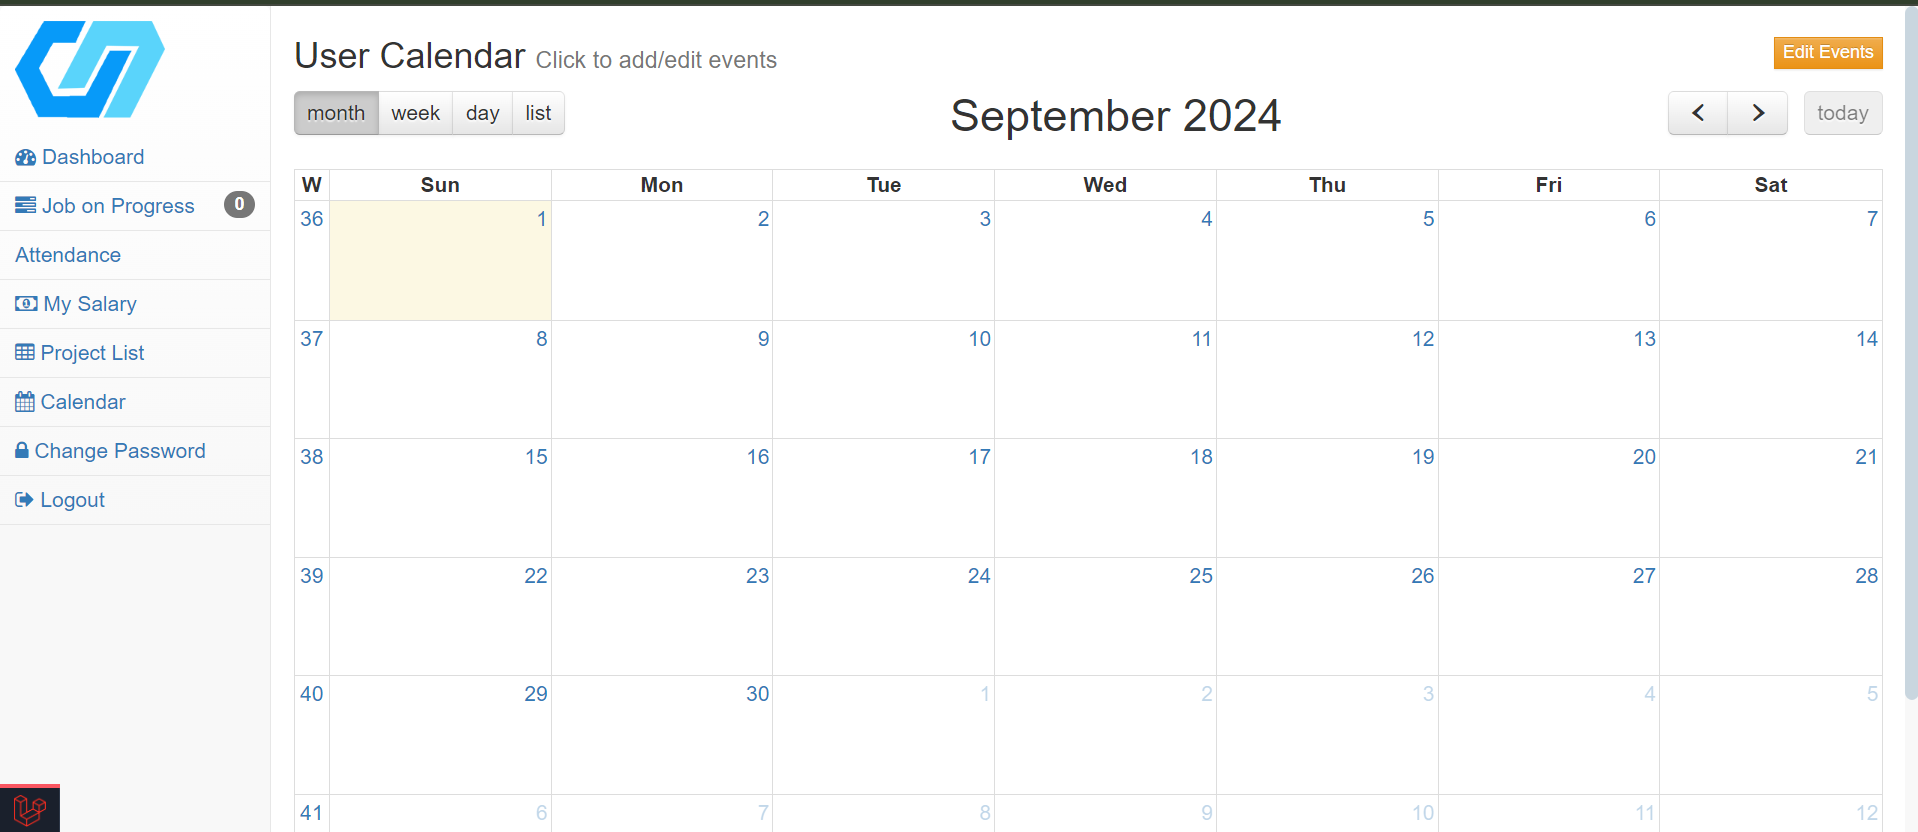 User Calendar Click to add/edit events
Edit Events
month week day list
September 2024
today
Dashboard
Job on Progress 0
Attendance
My Salary
Project List
Calendar
Change Password
Logout
W Sun Mon Tue Wed Thu Fri Sat
36 1 2 3 4 5 6 7
37 8 9 10 11 12 13 14
38 15 16 17 18 19 20 21
39 22 23 24 25 26 27 28
40 29 30 1 2 3 4 5
41 6 7 8 9 10 11 12